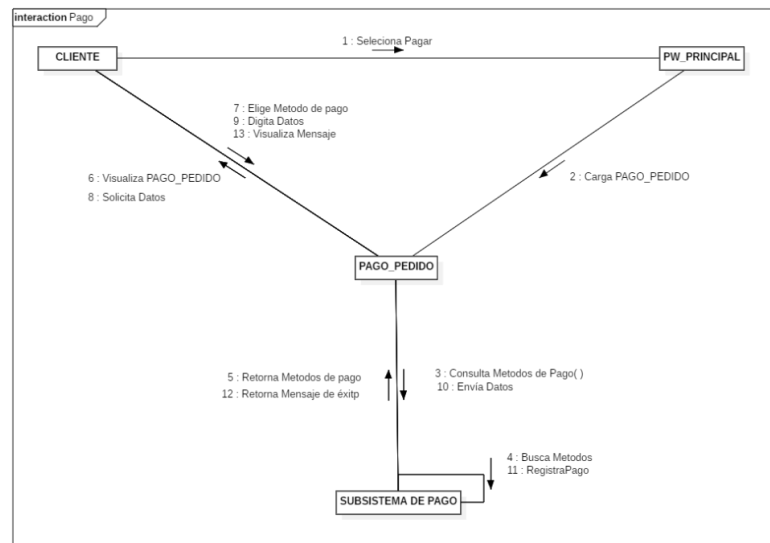 interaction Pago
1 : Seleciona Pagar
CLIENTE
PW_PRINCIPAL
7 : Elige Metodo de pago
9 : Digita Datos
13 : Visualiza Mensaje
6 : Visualiza PAGO_PEDIDO
8 : Solicita Datos
2 : Carga PAGO_PEDIDO
PAGO_PEDIDO
5 : Retorna Metodos de pago
12 : Retorna Mensaje de éxitp
3 : Consulta Metodos de Pago( )
10 : Envía Datos
4 : Busca Metodos
11 : RegistraPago
SUBSISTEMA DE PAGO